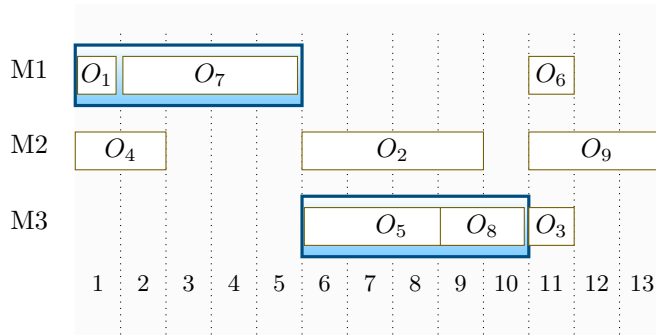 M1 O₁ O₇ O₆
M2 O₄ O₂ O₉
M3 O₅ O₈ O₃
1 2 3 4 5 6 7 8 9 10 11 12 13